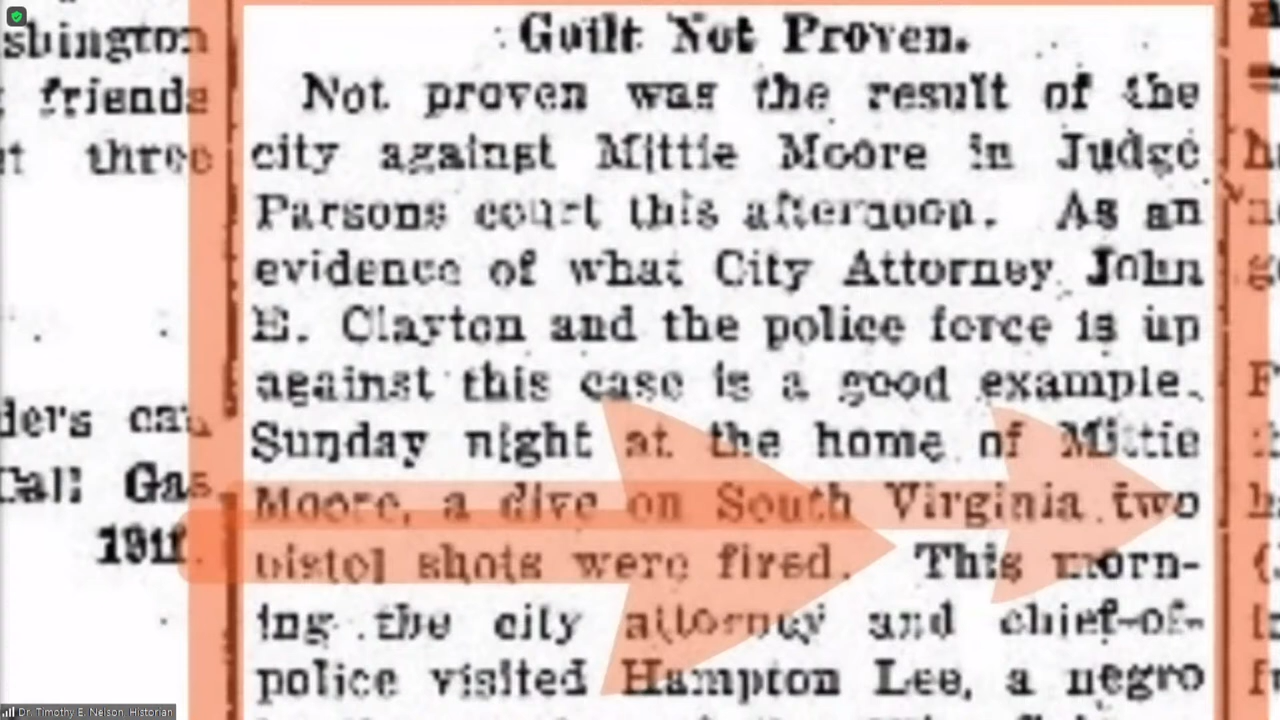 shington
friends
three
ders can
Call Gas
1911.
Guilt Not Proven.
Not proven was the result of the
city against Mittie Moore in Judge
Parsons court this afternoon. As an
evidence of what City Attorney John
E. Clayton and the police force is up
against this case is a good example.
Sunday night at the home of Mittie
Moore, a dive on South Virginia two
pistol shots were fired. This morn-
ing the city attorney and chief-of-
police visited Hampton Lee, a negro
Dr. Timothy E. Nelson Historian